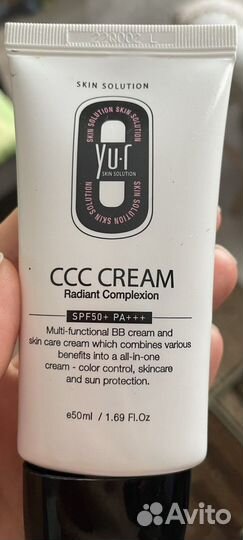 SKIN SOLUTION
SKIN SOLUTION SKIN SOLUTION SKIN SOLUTION
yu·r
SKIN SOLUTION
CCC CREAM
Radiant Complexion
SPF50+ PA+++
Multi-functional BB cream and
skin care cream which combines various
benefits into a all-in-one
cream - color control, skincare
and sun protection.
e50ml / 1.69 Fl.Oz
Avito